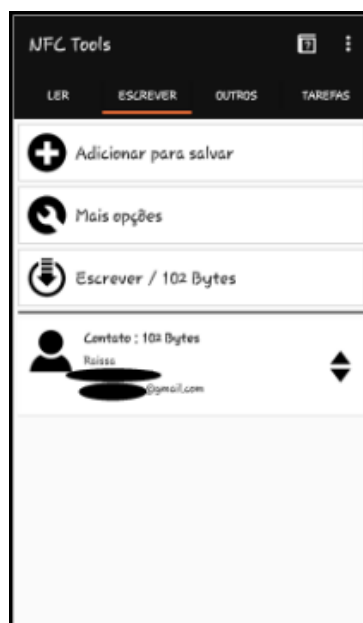 NFC Tools
LER ESCREVER OUTROS TAREFAS
Adicionar para salvar
Mais opções
Escrever / 102 Bytes
Contato : 102 Bytes
Raissa
@gmail.com